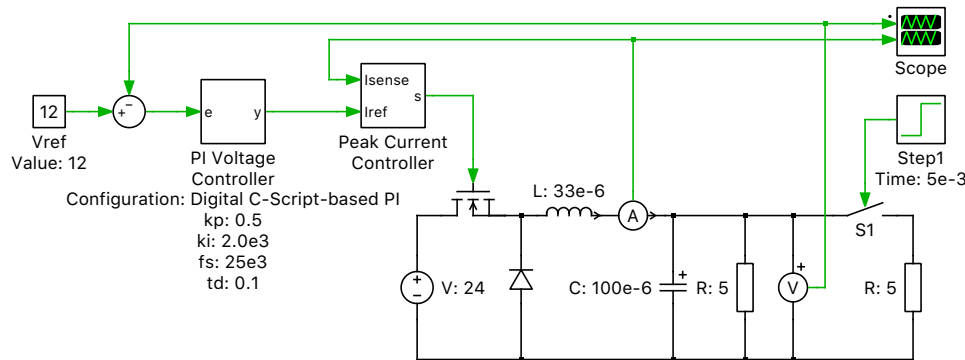 Scope
Isense
Iref
s
Peak Current
Controller
12
Vref
Value: 12
+
−
e
y
PI Voltage
Controller
Configuration: Digital C-Script-based PI
kp: 0.5
ki: 2.0e3
fs: 25e3
td: 0.1
Step1
Time: 5e-3
L: 33e-6
A
S1
V: 24
C: 100e-6
+
R: 5
V
+
R: 5